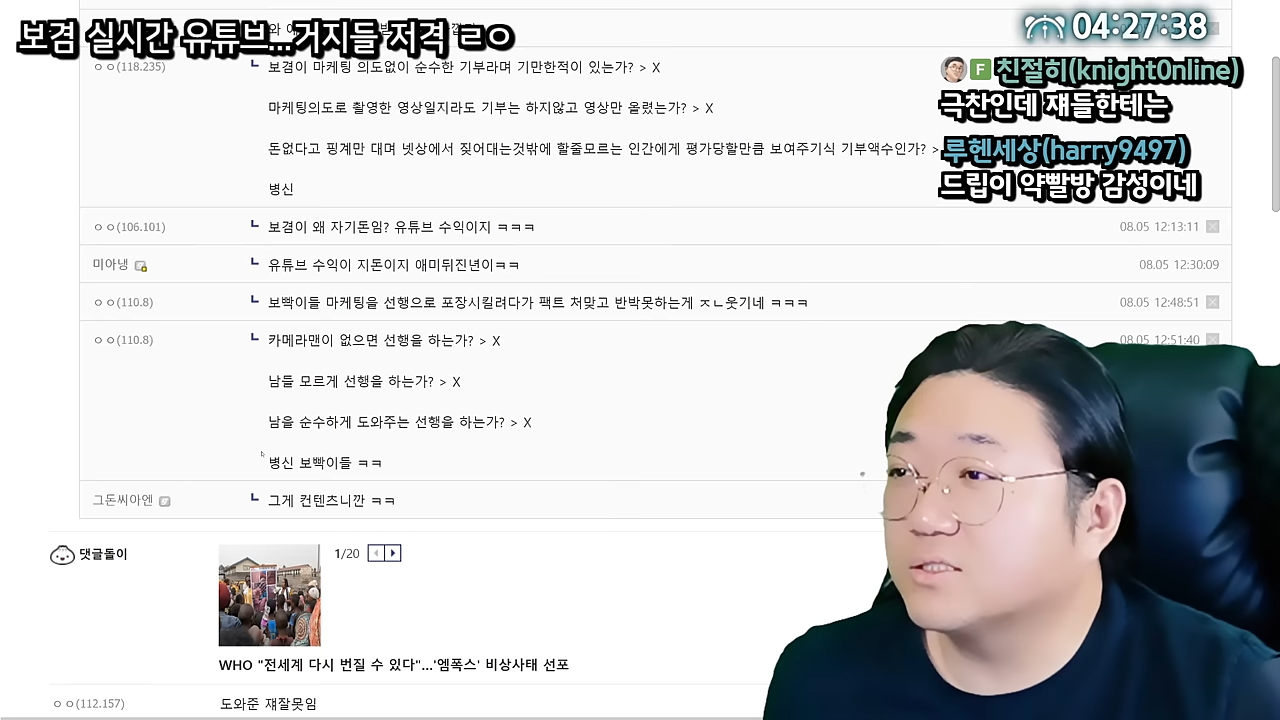 보겸 실시간 유튜브...거지들 저격 ㄹㅇ
04:27:38
ㅇㅇ(118.235)
ㄴ 보겸이 마케팅 의도없이 순수한 기부라며 기만한적이 있는가? > X
마케팅의도로 촬영한 영상일지라도 기부는 하지않고 영상만 올렸는가? > X
돈없다고 핑계만 대며 넷상에서 짖어대는것밖에 할줄모르는 인간에게 평가당할만큼 보여주기식 기부액수인가? >
병신
F 친절히(knight0nline)
극찬인데 쟤들한테는
루헨세상(harry9497)
드립이 약빨방 감성이네
ㅇㅇ(106.101)
ㄴ 보겸이 왜 자기돈임? 유튜브 수익이지 ㅋㅋㅋ
08.05 12:13:11
미아넹
ㄴ 유튜브 수익이 지돈이지 애미뒤진년이ㅋㅋ
08.05 12:30:09
ㅇㅇ(110.8)
ㄴ 보빡이들 마케팅을 선행으로 포장시킬려다가 팩트 처맞고 반박못하는게 ㅈㄴ웃기네 ㅋㅋㅋ
08.05 12:48:51
ㅇㅇ(110.8)
ㄴ 카메라맨이 없으면 선행을 하는가? > X
08.05 12:51:40
남들 모르게 선행을 하는가? > X
남을 순수하게 도와주는 선행을 하는가? > X
병신 보빡이들 ㅋㅋ
그돈씨아엔
ㄴ 그게 컨텐츠니깐 ㅋㅋ
댓글돌이
1/20
WHO "전세계 다시 번질 수 있다"…'엠폭스' 비상사태 선포
ㅇㅇ(112.157)
도와준 쟤잘못임